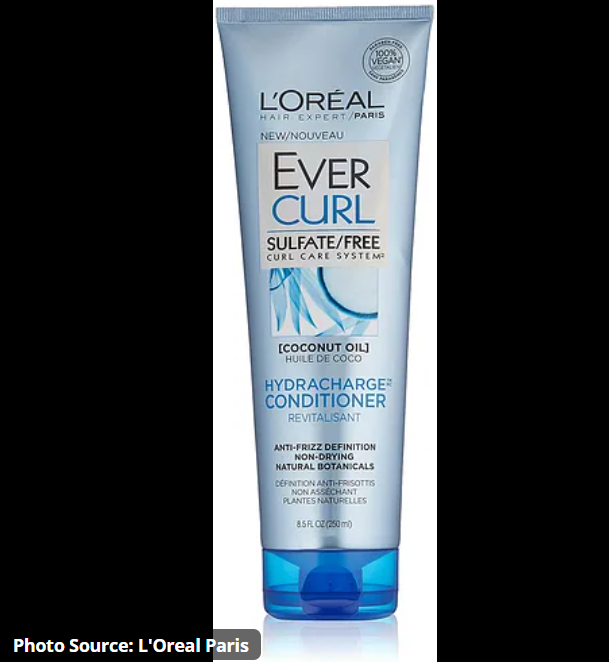 100%
VEGAN
L'ORÉAL
HAIR EXPERT/PARIS
NEW/NOUVEAU
EVER
CURL
SULFATE/FREE
CURL CARE SYSTEM
[COCONUT OIL]
HUILE DE COCO
HYDRACHARGE
CONDITIONER
REVITALISANT
ANTI-FRIZZ DEFINITION
NON-DRYING
NATURAL BOTANICALS
DÉFINITION ANTI-FRISOTTIS
NON ASSÉCHANT
PLANTES NATURELLES
8.5 FL OZ (250 ml)
Photo Source: L'Oreal Paris